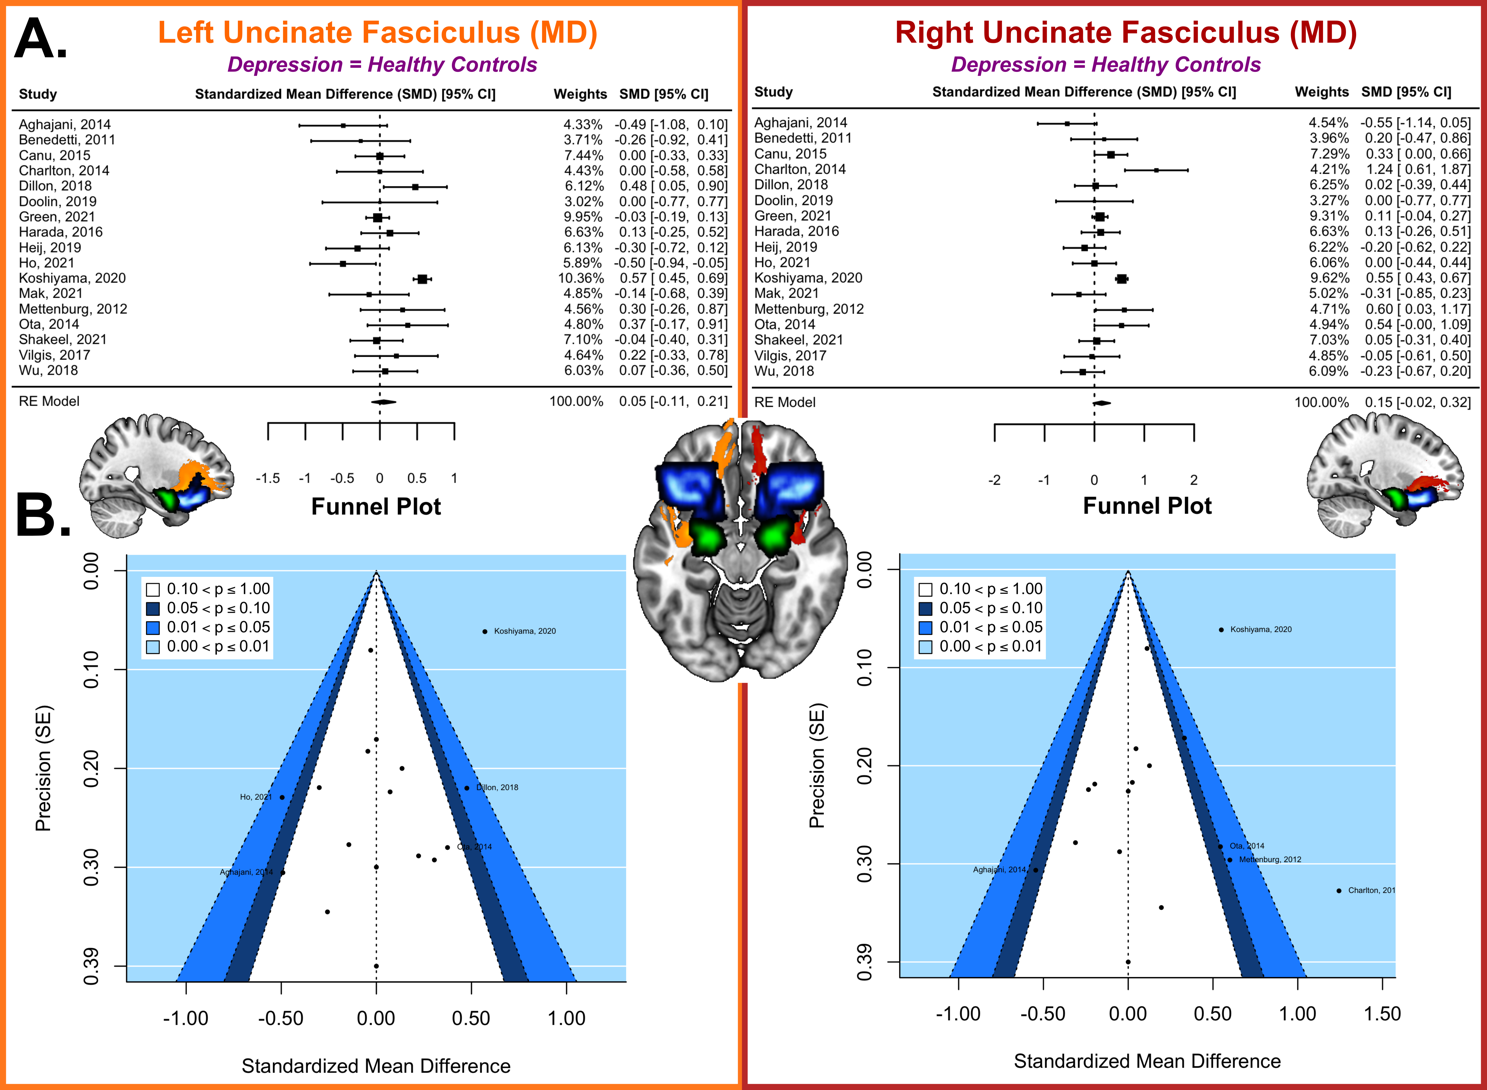 A.
Left Uncinate Fasciculus (MD)
Depression = Healthy Controls
Study Standardized Mean Difference (SMD) [95% CI] Weights SMD [95% CI]
Aghajani, 2014 4.33% -0.49 [-1.08, 0.10]
Benedetti, 2011 3.71% -0.26 [-0.92, 0.41]
Canu, 2015 7.44% 0.00 [-0.33, 0.33]
Charlton, 2014 4.43% 0.00 [-0.58, 0.58]
Dillon, 2018 6.12% 0.48 [0.05, 0.90]
Doolin, 2019 3.02% 0.00 [-0.77, 0.77]
Green, 2021 9.95% -0.03 [-0.19, 0.13]
Harada, 2016 6.63% 0.13 [-0.25, 0.52]
Heij, 2019 6.13% -0.30 [-0.72, 0.12]
Ho, 2021 5.89% -0.50 [-0.94, -0.05]
Koshiyama, 2020 10.36% 0.57 [0.45, 0.69]
Mak, 2021 4.85% -0.14 [-0.68, 0.39]
Mettenburg, 2012 4.56% 0.30 [-0.26, 0.87]
Ota, 2014 4.80% 0.37 [-0.17, 0.91]
Shakeel, 2021 7.10% -0.04 [-0.40, 0.31]
Vilgis, 2017 4.64% 0.22 [-0.33, 0.78]
Wu, 2018 6.03% 0.07 [-0.36, 0.50]
RE Model 100.00% 0.05 [-0.11, 0.21]
-1.5 -1 -0.5 0 0.5 1
Right Uncinate Fasciculus (MD)
Depression = Healthy Controls
Study Standardized Mean Difference (SMD) [95% CI] Weights SMD [95% CI]
Aghajani, 2014 4.54% -0.55 [-1.14, 0.05]
Benedetti, 2011 3.96% 0.20 [-0.47, 0.86]
Canu, 2015 7.29% 0.33 [0.00, 0.66]
Charlton, 2014 4.21% 1.24 [0.61, 1.87]
Dillon, 2018 6.25% 0.02 [-0.39, 0.44]
Doolin, 2019 3.27% 0.00 [-0.77, 0.77]
Green, 2021 9.31% 0.11 [-0.04, 0.27]
Harada, 2016 6.63% 0.13 [-0.26, 0.51]
Heij, 2019 6.22% -0.20 [-0.62, 0.22]
Ho, 2021 6.06% 0.00 [-0.44, 0.44]
Koshiyama, 2020 9.62% 0.55 [0.43, 0.67]
Mak, 2021 5.02% -0.31 [-0.85, 0.23]
Mettenburg, 2012 4.71% 0.60 [0.03, 1.17]
Ota, 2014 4.94% 0.54 [-0.00, 1.09]
Shakeel, 2021 7.03% 0.05 [-0.31, 0.40]
Vilgis, 2017 4.85% -0.05 [-0.61, 0.50]
Wu, 2018 6.09% -0.23 [-0.67, 0.20]
RE Model 100.00% 0.15 [-0.02, 0.32]
-2 -1 0 1 2
B.
Funnel Plot
0.10 < p ≤ 1.00
0.05 < p ≤ 0.10
0.01 < p ≤ 0.05
0.00 < p ≤ 0.01
Koshiyama, 2020
Ho, 2021
Dillon, 2018
Ota, 2014
Aghajani, 2014
Precision (SE)
0.00
0.10
0.20
0.30
0.39
-1.00 -0.50 0.00 0.50 1.00
Standardized Mean Difference
Funnel Plot
0.10 < p ≤ 1.00
0.05 < p ≤ 0.10
0.01 < p ≤ 0.05
0.00 < p ≤ 0.01
Koshiyama, 2020
Ota, 2014
Mettenburg, 2012
Aghajani, 2014
Charlton, 201
Precision (SE)
0.00
0.10
0.20
0.30
0.39
-1.00 -0.50 0.00 0.50 1.00 1.50
Standardized Mean Difference